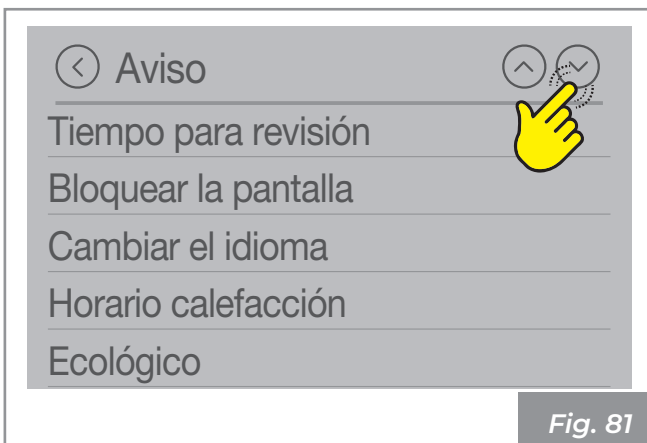 Aviso
Tiempo para revisión
Bloquear la pantalla
Cambiar el idioma
Horario calefacción
Ecológico
Fig. 81